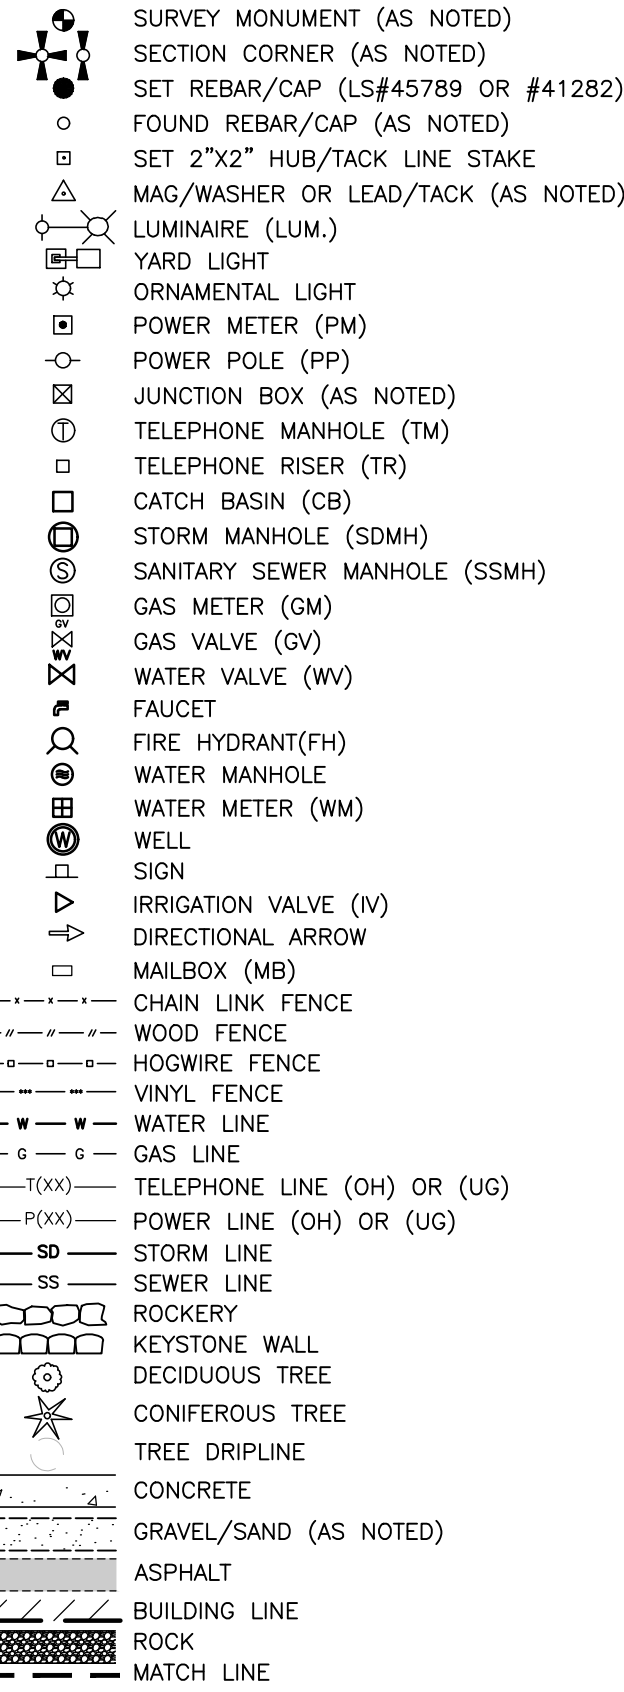 SURVEY MONUMENT (AS NOTED)
SECTION CORNER (AS NOTED)
SET REBAR/CAP (LS#45789 OR #41282)
FOUND REBAR/CAP (AS NOTED)
SET 2"X2" HUB/TACK LINE STAKE
MAG/WASHER OR LEAD/TACK (AS NOTED)
LUMINAIRE (LUM.)
YARD LIGHT
ORNAMENTAL LIGHT
POWER METER (PM)
POWER POLE (PP)
JUNCTION BOX (AS NOTED)
T TELEPHONE MANHOLE (TM)
TELEPHONE RISER (TR)
CATCH BASIN (CB)
STORM MANHOLE (SDMH)
S SANITARY SEWER MANHOLE (SSMH)
GAS METER (GM)
GV GAS VALVE (GV)
WV WATER VALVE (WV)
FAUCET
FIRE HYDRANT(FH)
WATER MANHOLE
WATER METER (WM)
W WELL
SIGN
IRRIGATION VALVE (IV)
DIRECTIONAL ARROW
MAILBOX (MB)
x x x CHAIN LINK FENCE
WOOD FENCE
HOGWIRE FENCE
VINYL FENCE
W W WATER LINE
G G GAS LINE
T(XX) TELEPHONE LINE (OH) OR (UG)
P(XX) POWER LINE (OH) OR (UG)
SD STORM LINE
SS SEWER LINE
ROCKERY
KEYSTONE WALL
DECIDUOUS TREE
CONIFEROUS TREE
TREE DRIPLINE
CONCRETE
GRAVEL/SAND (AS NOTED)
ASPHALT
BUILDING LINE
ROCK
MATCH LINE